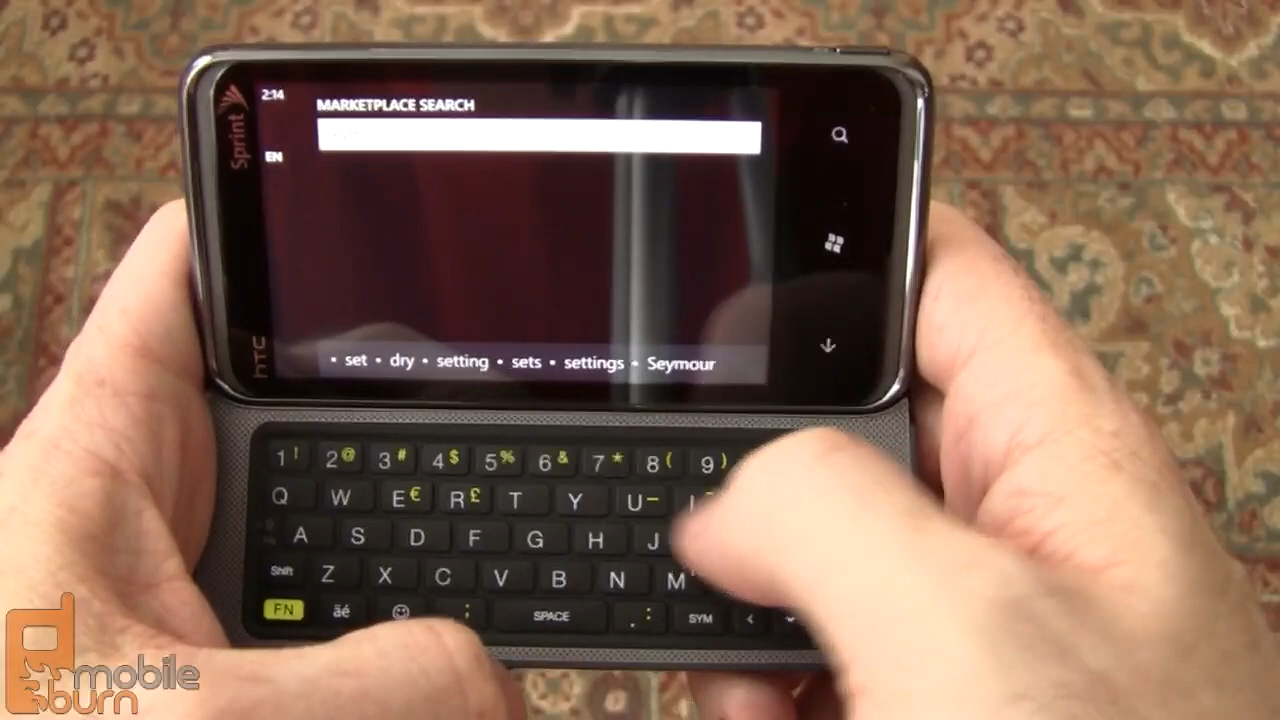 2:14
MARKETPLACE SEARCH
Sprint
EN
• set • dry • setting • sets • settings • Seymour
hTC
1! 2@ 3# 4$ 5% 6& 7* 8( 9)
Q W E€ R£ T Y U–
A S D F G H J
Shift Z X C V B N M
FN áé ☺ ; SPACE .: SYM <
mobile
burn